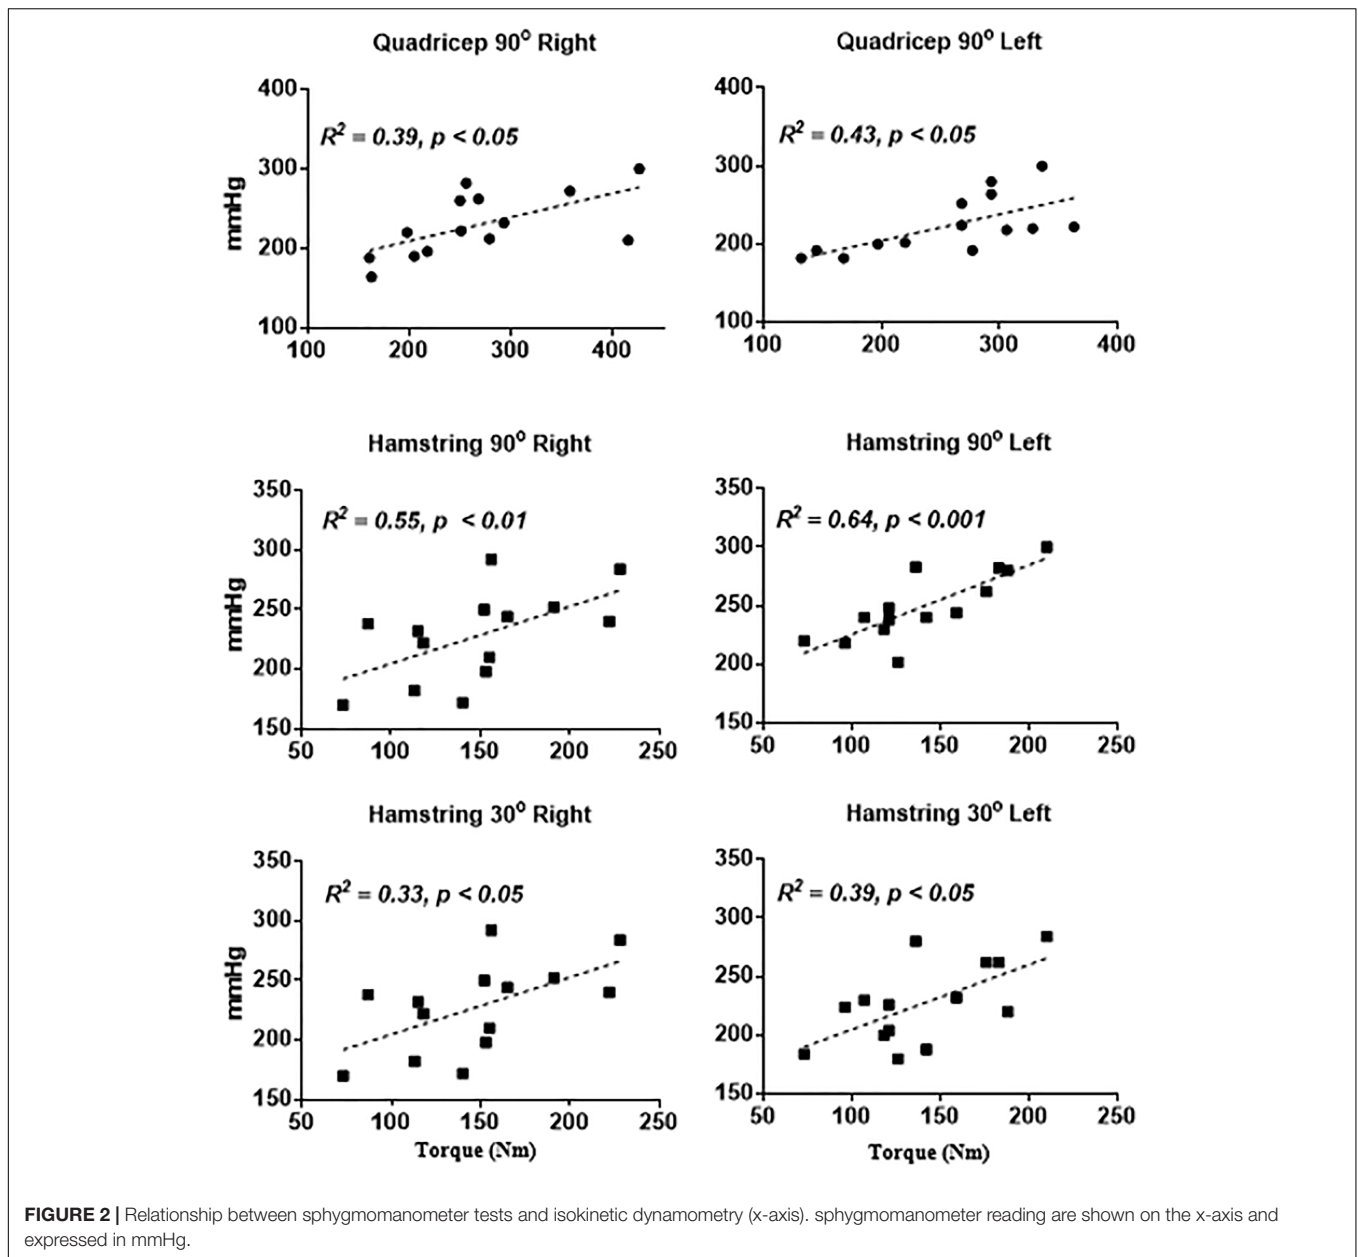 Quadricep 90° Right
400
300
200
100
mmHg
R² = 0.39, p < 0.05
100 200 300 400
Quadricep 90° Left
400
300
200
100
R² = 0.43, p < 0.05
100 200 300 400
Hamstring 90° Right
350
300
250
200
150
mmHg
R² = 0.55, p < 0.01
50 100 150 200 250
Hamstring 90° Left
350
300
250
200
150
R² = 0.64, p < 0.001
50 100 150 200 250
Hamstring 30° Right
350
300
250
200
150
mmHg
R² = 0.33, p < 0.05
50 100 150 200 250
Torque (Nm)
Hamstring 30° Left
350
300
250
200
150
R² = 0.39, p < 0.05
50 100 150 200 250
Torque (Nm)
FIGURE 2 | Relationship between sphygmomanometer tests and isokinetic dynamometry (x-axis). sphygmomanometer reading are shown on the x-axis and
expressed in mmHg.